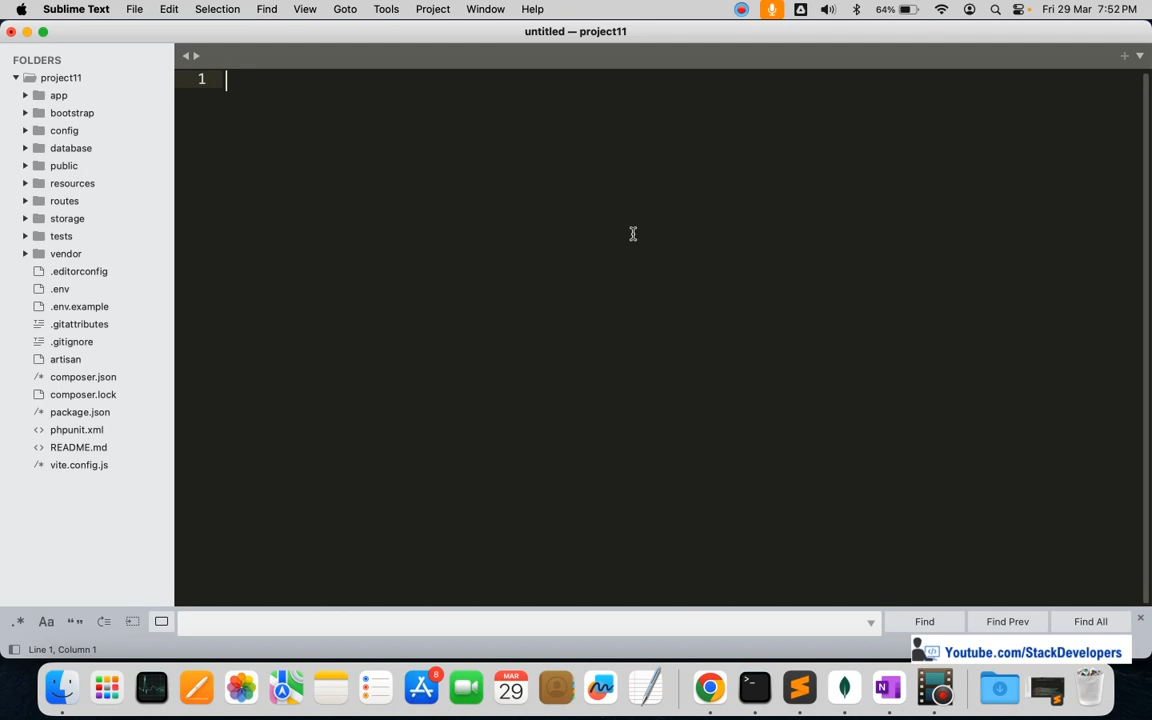 Sublime Text File Edit Selection Find View Goto Tools Project Window Help 64% Fri 29 Mar 7:52 PM
untitled — project11
FOLDERS
project11
1
app
bootstrap
config
database
public
resources
routes
storage
tests
vendor
.editorconfig
.env
.env.example
.gitattributes
.gitignore
artisan
/* composer.json
composer.lock
/* package.json
<> phpunit.xml
<> README.md
/* vite.config.js
.* Aa “” Find Find Prev Find All
Line 1, Column 1
Youtube.com/StackDevelopers
8
MAR
29
>_
N